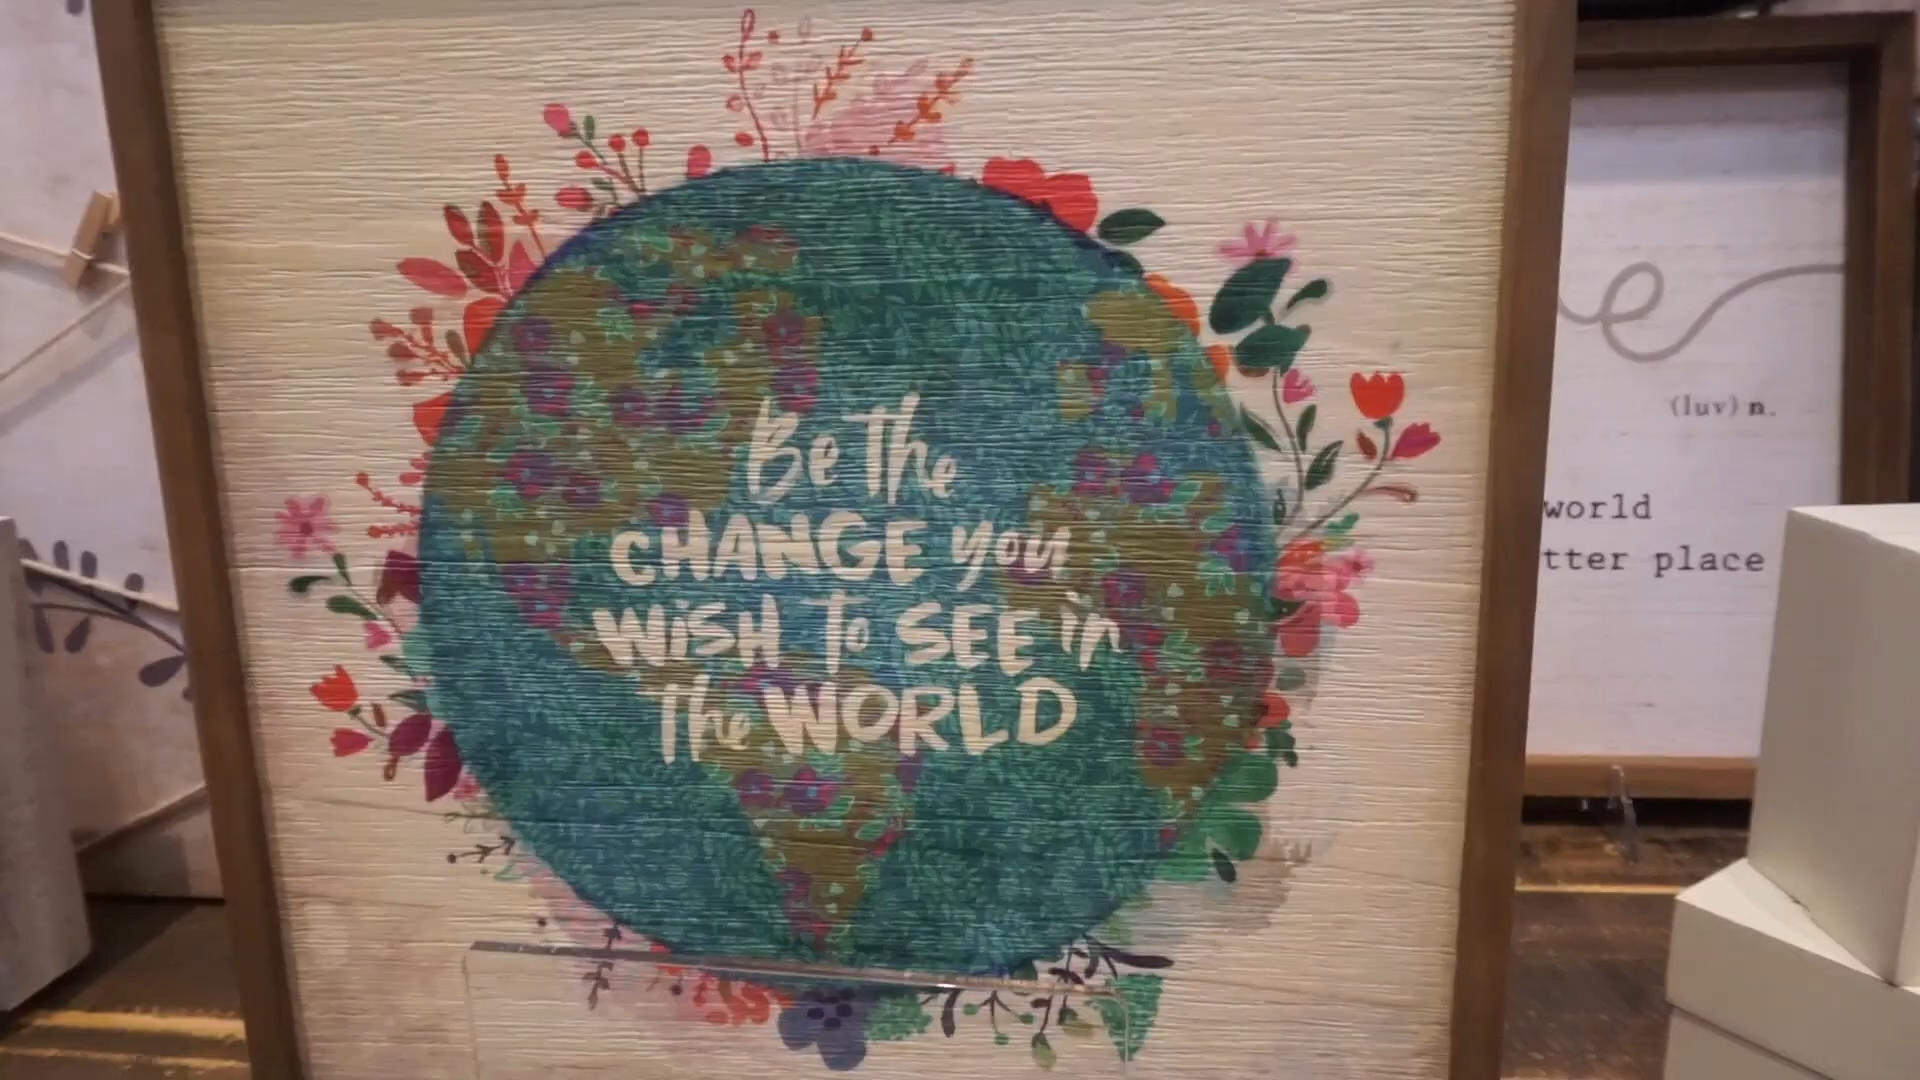 Be The
CHANGE you
WiSH To SEE in
The WORLD
(luv) n.
world
tter place